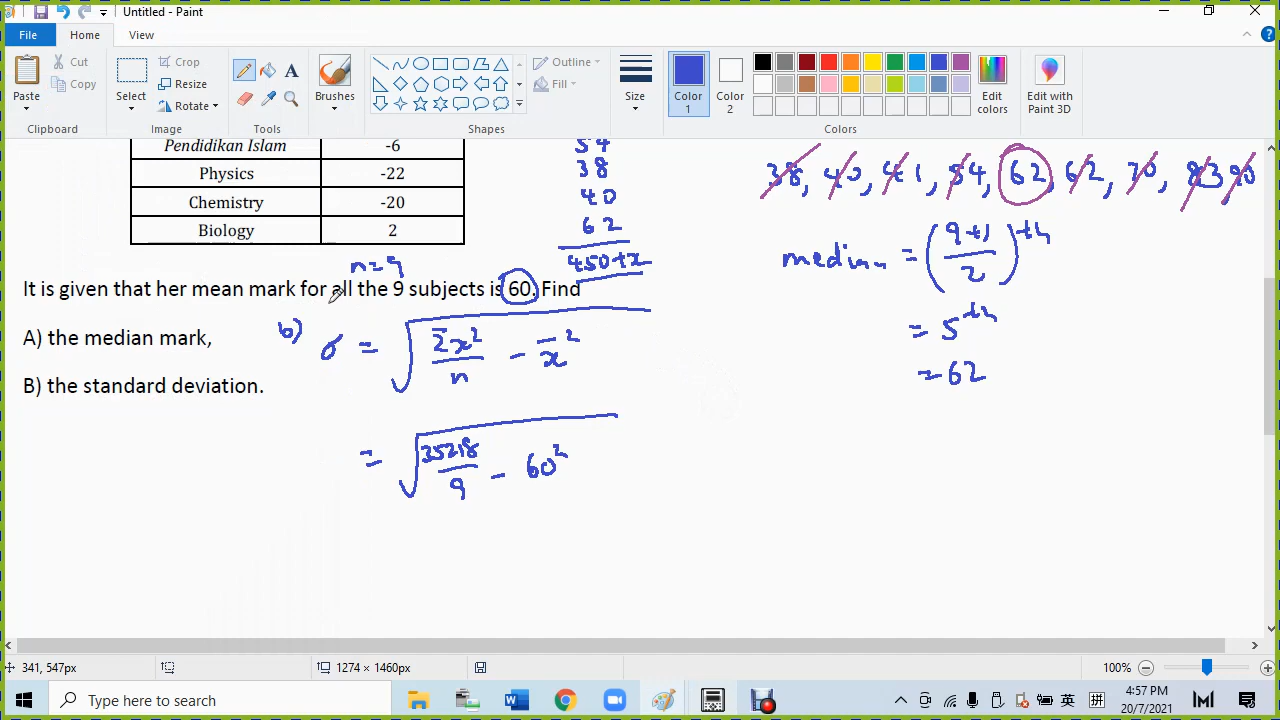 Untitled - Paint
File Home View
Paste Cut Copy Clipboard
Select Crop Resize Rotate Image
Tools
Brushes
Outline Fill Shapes
Size
Color 1 Color 2 Edit colors Colors
Edit with Paint 3D
Pendidikan Islam -6
Physics -22
Chemistry -20
Biology 2
54
38
40
62
450+x
38, 40, 41, 54, 62, 62, 70, 83, 90
median = (9+1/2)th
= 5th
= 62
n=9
It is given that her mean mark for all the 9 subjects is 60. Find
A) the median mark,
B) the standard deviation.
b) σ = √Σx²/n - x̄²
= √35218/9 - 60²
341, 547px 1274 × 1460px 100%
Type here to search
英 拼 4:57 PM
20/7/2021